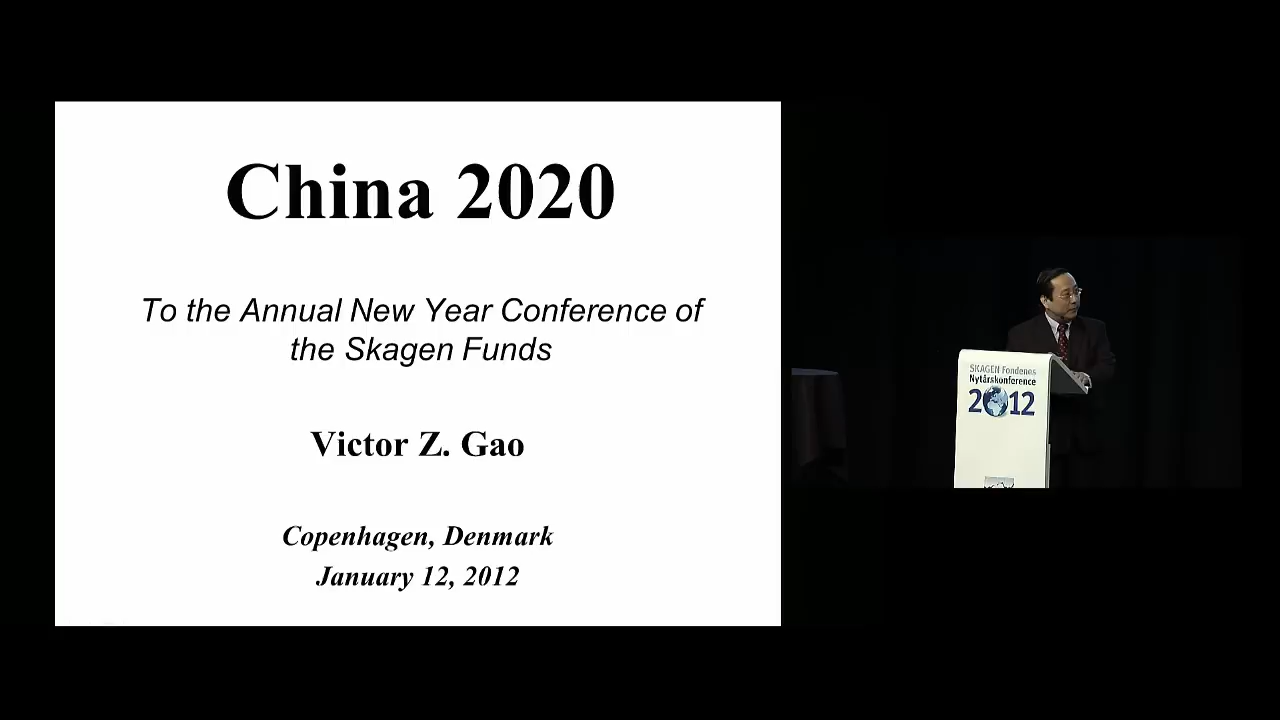 China 2020
To the Annual New Year Conference of
the Skagen Funds
Victor Z. Gao
Copenhagen, Denmark
January 12, 2012
SKAGEN Fondenes
Nytårskonference
2012